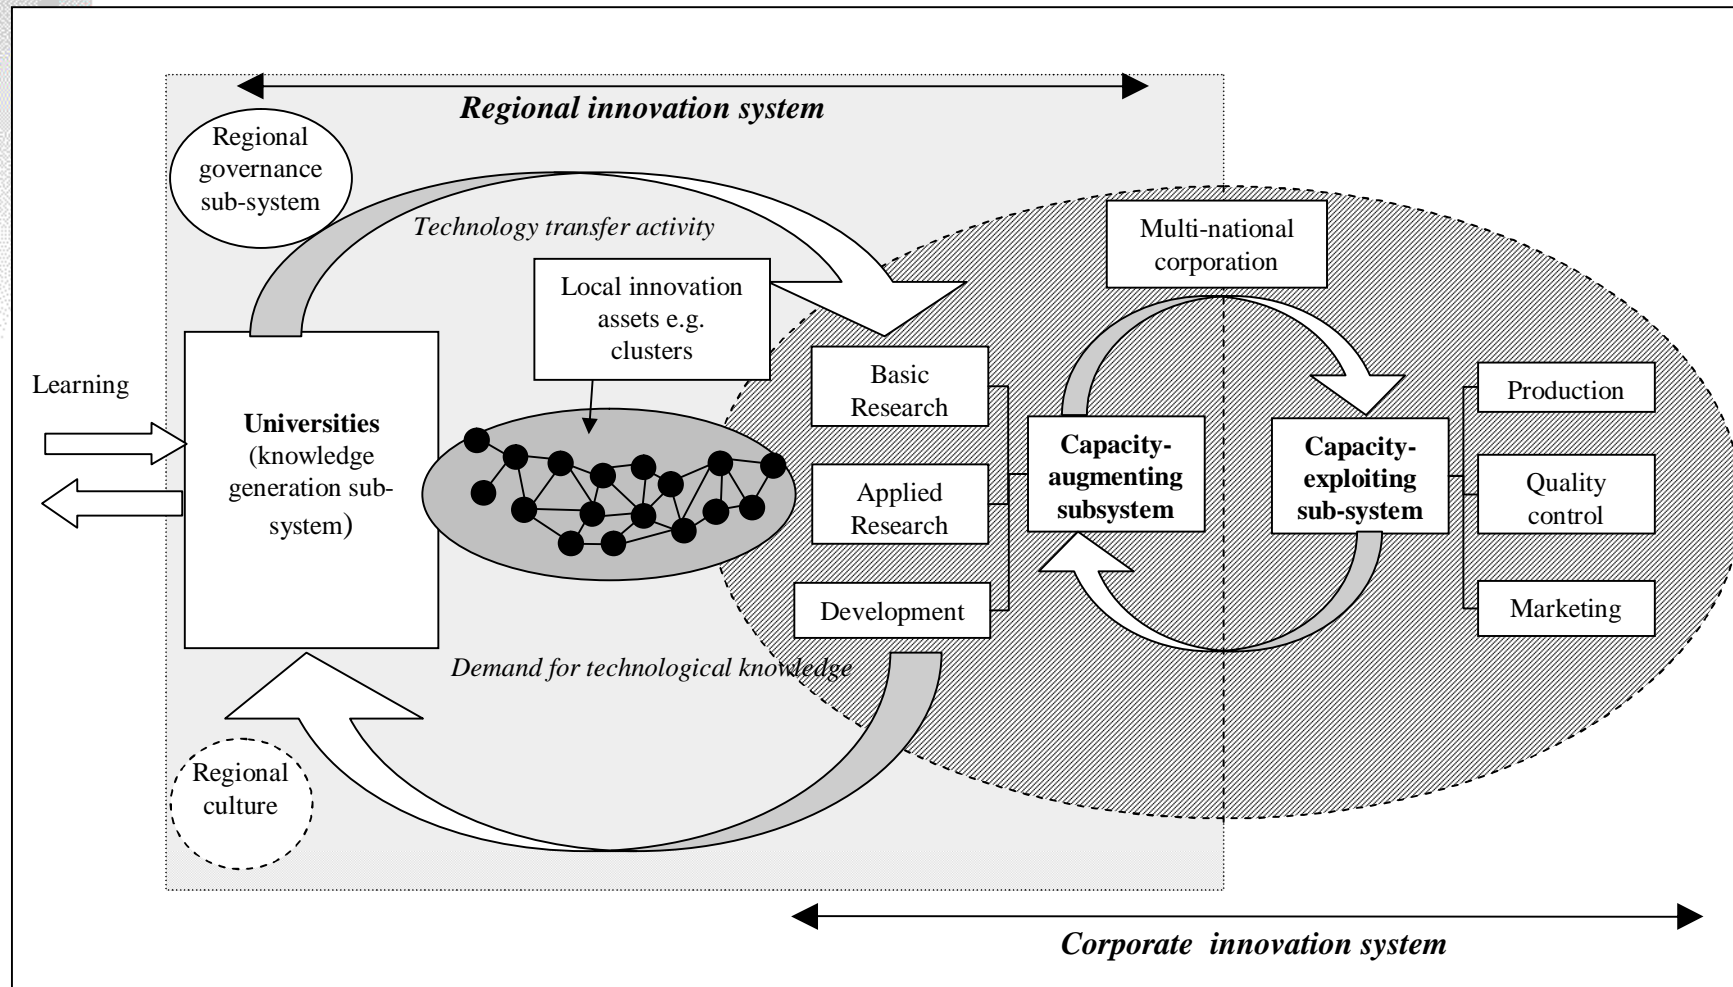 Regional innovation system
Regional
governance
sub-system
Technology transfer activity
Multi-national
corporation
Local innovation
assets e.g.
clusters
Learning
Universities
(knowledge
generation sub-
system)
Basic
Research
Applied
Research
Development
Capacity-
augmenting
subsystem
Capacity-
exploiting
sub-system
Production
Quality
control
Marketing
Demand for technological knowledge
Regional
culture
Corporate innovation system